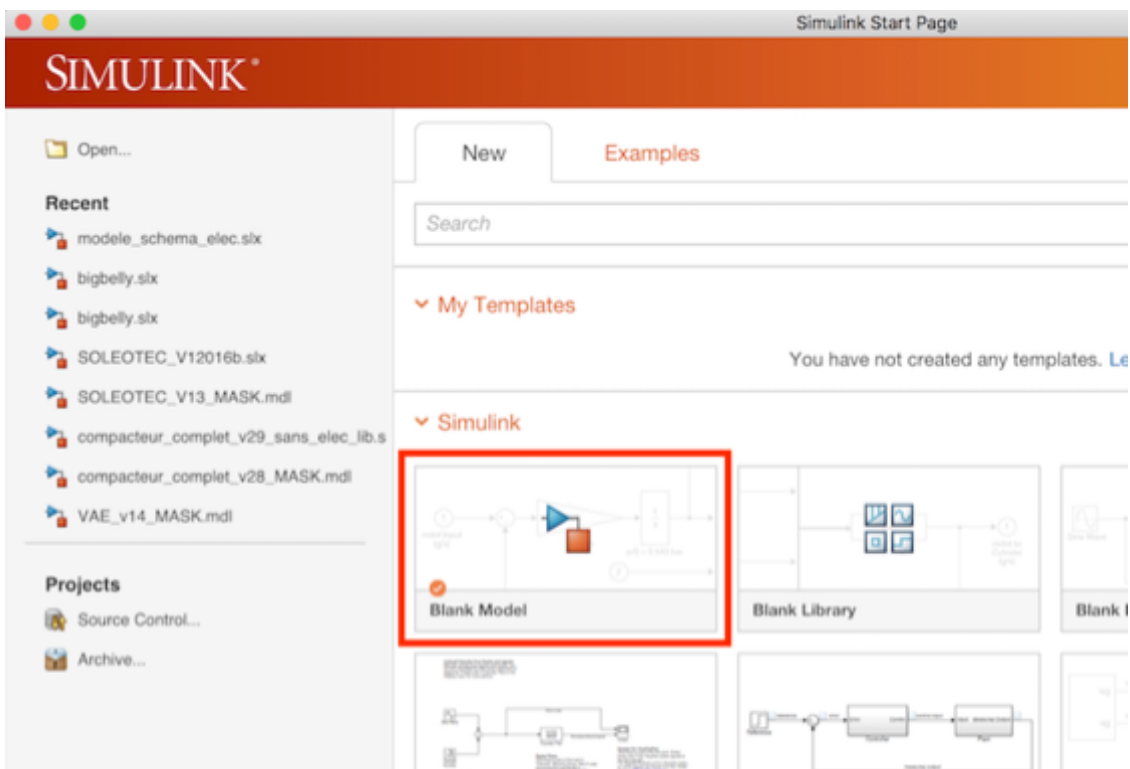 Simulink Start Page
SIMULINK®
Open...
Recent
modele_schema_elec.slx
bigbelly.slx
bigbelly.slx
SOLEOTEC_V12016b.slx
SOLEOTEC_V13_MASK.mdl
compacteur_complet_v29_sans_elec_lib.s
compacteur_complet_v28_MASK.mdl
VAE_v14_MASK.mdl
Projects
Source Control...
Archive...
New
Examples
Search
My Templates
You have not created any templates. Le
Simulink
Blank Model
Blank Library
Blank